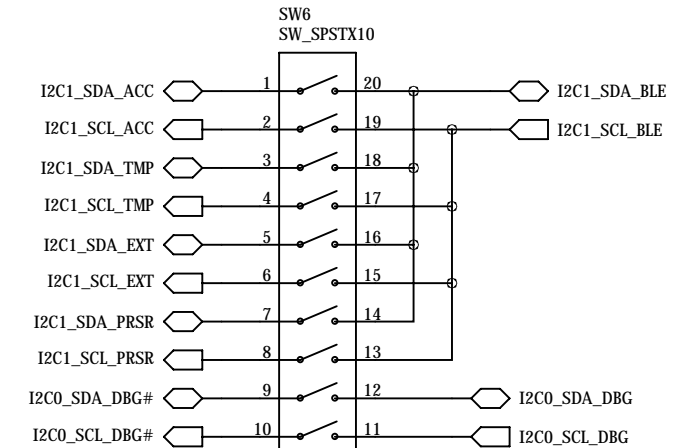 SW6
SW_SPSTX10
I2C1_SDA_ACC 1 20 I2C1_SDA_BLE
I2C1_SCL_ACC 2 19 I2C1_SCL_BLE
I2C1_SDA_TMP 3 18
I2C1_SCL_TMP 4 17
I2C1_SDA_EXT 5 16
I2C1_SCL_EXT 6 15
I2C1_SDA_PRSR 7 14
I2C1_SCL_PRSR 8 13
I2C0_SDA_DBG# 9 12 I2C0_SDA_DBG
I2C0_SCL_DBG# 10 11 I2C0_SCL_DBG